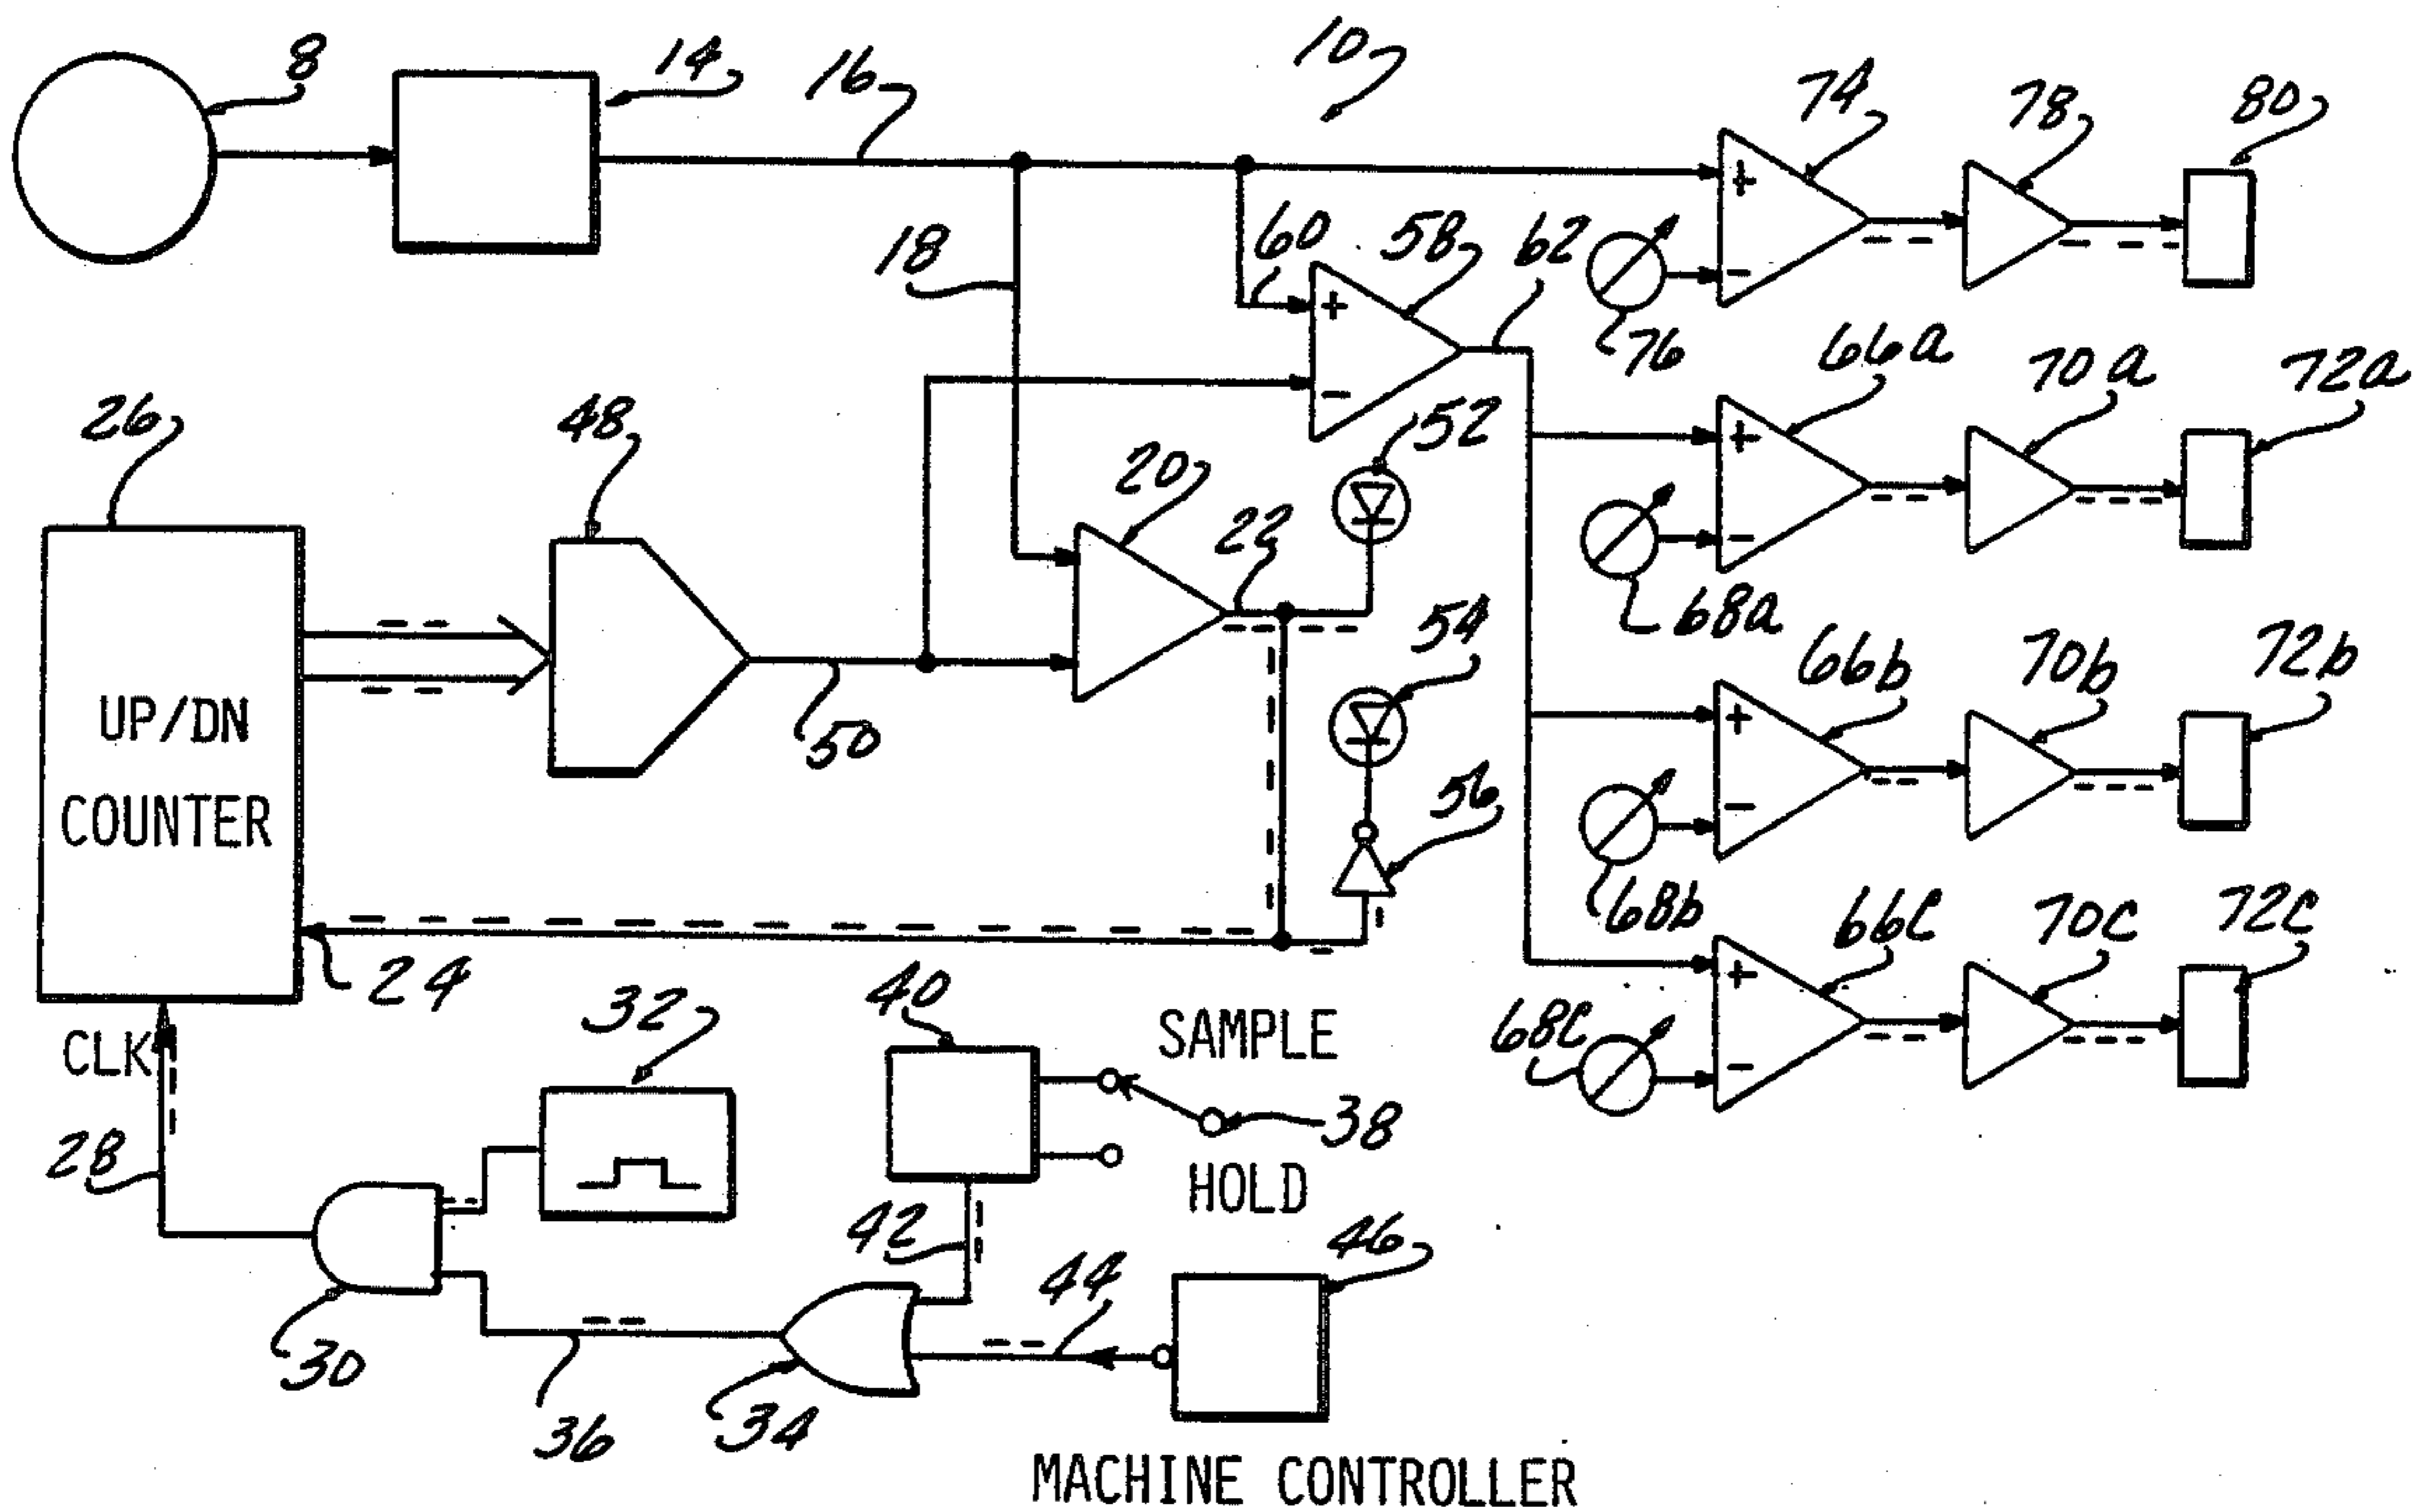 8
14
16
10
74
78
80
18
60
58
62
76
66a
70a
72a
26
48
20
22
52
68a
54
66b
70b
72b
50
UP/DN
COUNTER
56
68b
66c
70c
72c
24
+
-
+
-
+
-
+
-
+
-
CLK
32
40
SAMPLE
68c
38
HOLD
28
42
44
46
30
36
34
MACHINE CONTROLLER